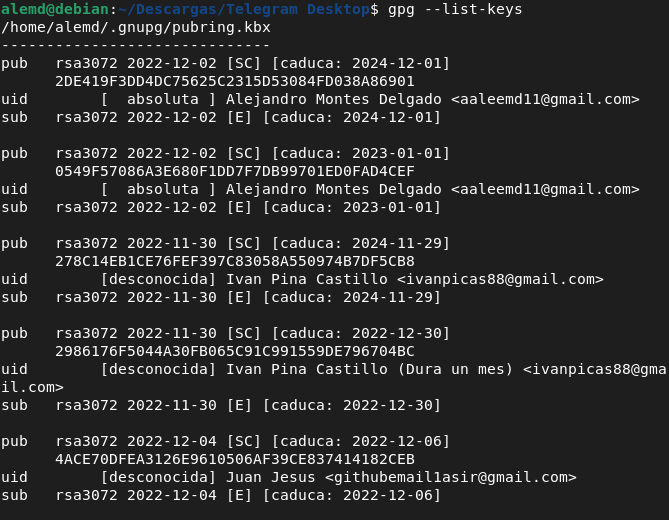 alemd@debian:~/Descargas/Telegram Desktop$ gpg --list-keys
/home/alemd/.gnupg/pubring.kbx
------------------------------
pub   rsa3072 2022-12-02 [SC] [caduca: 2024-12-01]
      2DE419F3DD4DC75625C2315D53084FD038A86901
uid        [  absoluta ] Alejandro Montes Delgado <aaleemd11@gmail.com>
sub   rsa3072 2022-12-02 [E] [caduca: 2024-12-01]

pub   rsa3072 2022-12-02 [SC] [caduca: 2023-01-01]
      0549F57086A3E680F1DD7F7DB99701ED0FAD4CEF
uid        [  absoluta ] Alejandro Montes Delgado <aaleemd11@gmail.com>
sub   rsa3072 2022-12-02 [E] [caduca: 2023-01-01]

pub   rsa3072 2022-11-30 [SC] [caduca: 2024-11-29]
      278C14EB1CE76FEF397C83058A550974B7DF5CB8
uid        [desconocida] Ivan Pina Castillo <ivanpicas88@gmail.com>
sub   rsa3072 2022-11-30 [E] [caduca: 2024-11-29]

pub   rsa3072 2022-11-30 [SC] [caduca: 2022-12-30]
      2986176F5044A30FB065C91C991559DE796704BC
uid        [desconocida] Ivan Pina Castillo (Dura un mes) <ivanpicas88@gma
il.com>
sub   rsa3072 2022-11-30 [E] [caduca: 2022-12-30]

pub   rsa3072 2022-12-04 [SC] [caduca: 2022-12-06]
      4ACE70DFEA3126E9610506AF39CE837414182CEB
uid        [desconocida] Juan Jesus <githubemail1asir@gmail.com>
sub   rsa3072 2022-12-04 [E] [caduca: 2022-12-06]